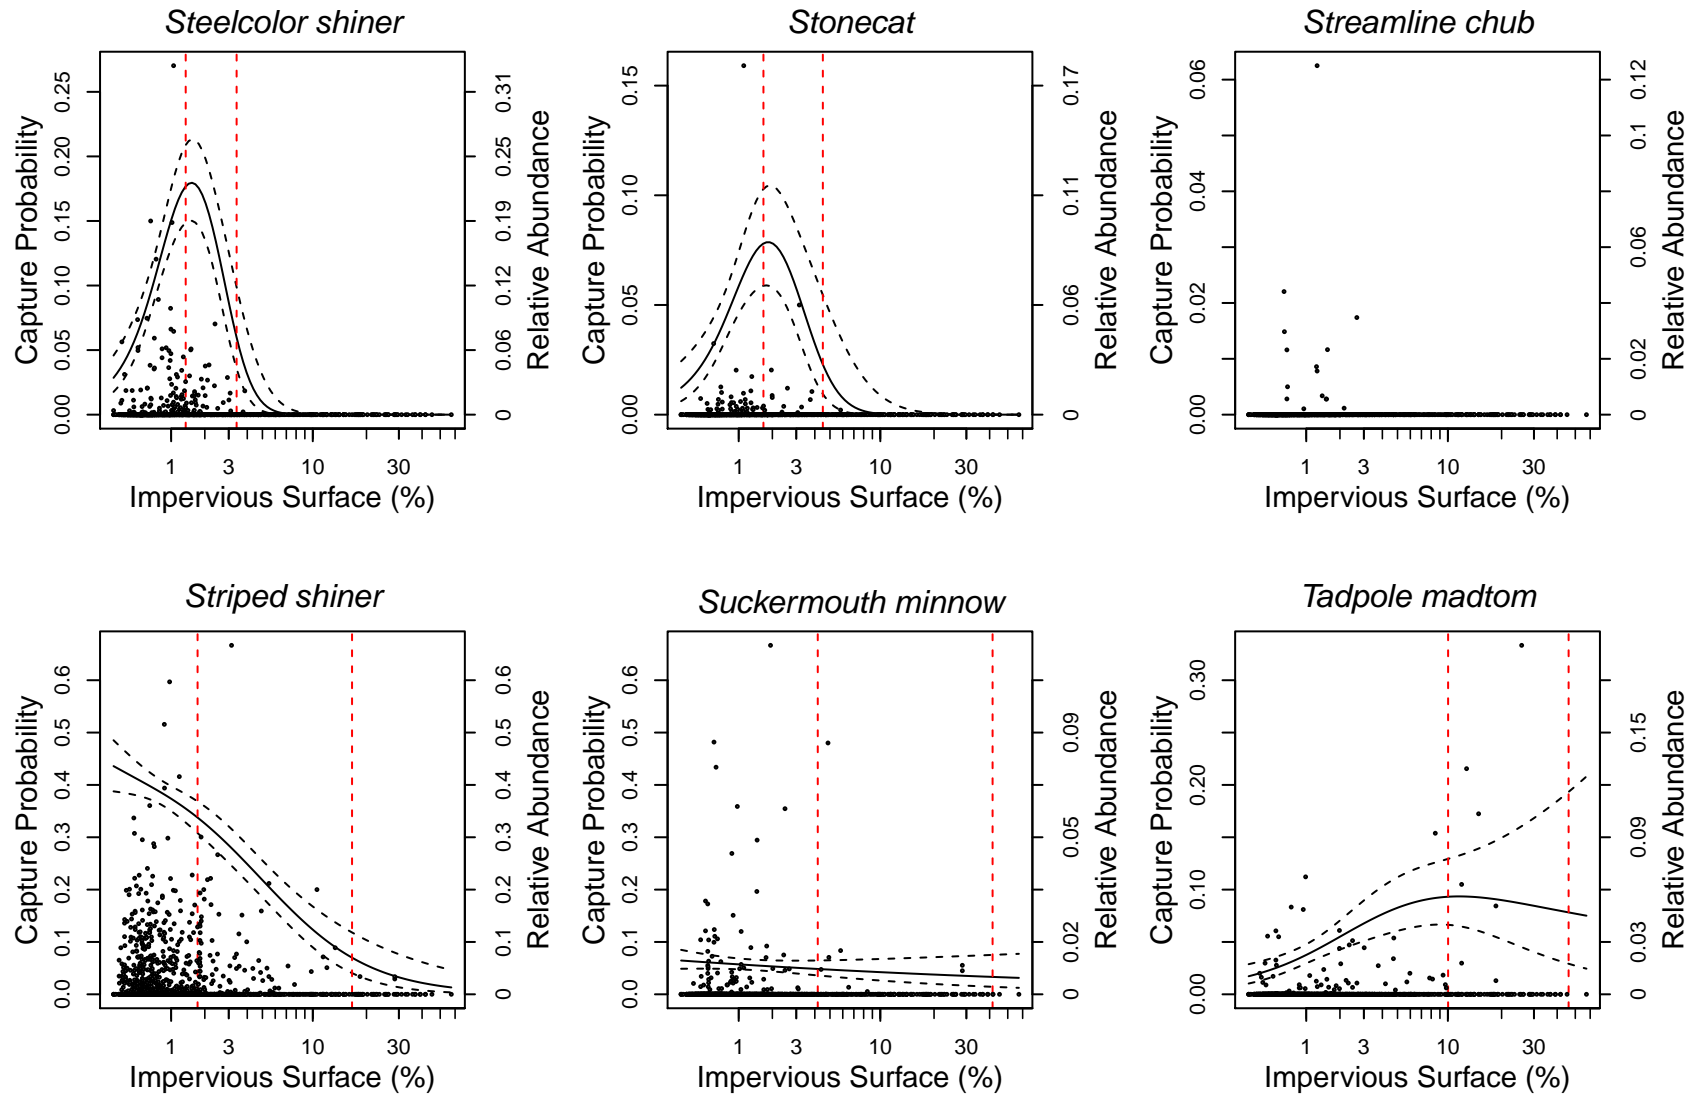 Steelcolor shiner
Stonecat
Streamline chub
Capture Probability
0.00 0.05 0.10 0.15 0.20 0.25
0 0.06 0.12 0.19 0.25 0.31
Relative Abundance
1 3 10 30
Impervious Surface (%)
Capture Probability
0.00 0.05 0.10 0.15
0 0.06 0.11 0.17
Relative Abundance
1 3 10 30
Impervious Surface (%)
Capture Probability
0.00 0.02 0.04 0.06
0 0.02 0.06 0.1 0.12
Relative Abundance
1 3 10 30
Impervious Surface (%)
Striped shiner
Suckermouth minnow
Tadpole madtom
Capture Probability
0.0 0.1 0.2 0.3 0.4 0.5 0.6
0 0.1 0.2 0.3 0.4 0.5 0.6
Relative Abundance
1 3 10 30
Impervious Surface (%)
Capture Probability
0.0 0.1 0.2 0.3 0.4 0.5 0.6
0 0.02 0.05 0.09
Relative Abundance
1 3 10 30
Impervious Surface (%)
Capture Probability
0.00 0.10 0.20 0.30
0 0.03 0.09 0.15
Relative Abundance
1 3 10 30
Impervious Surface (%)